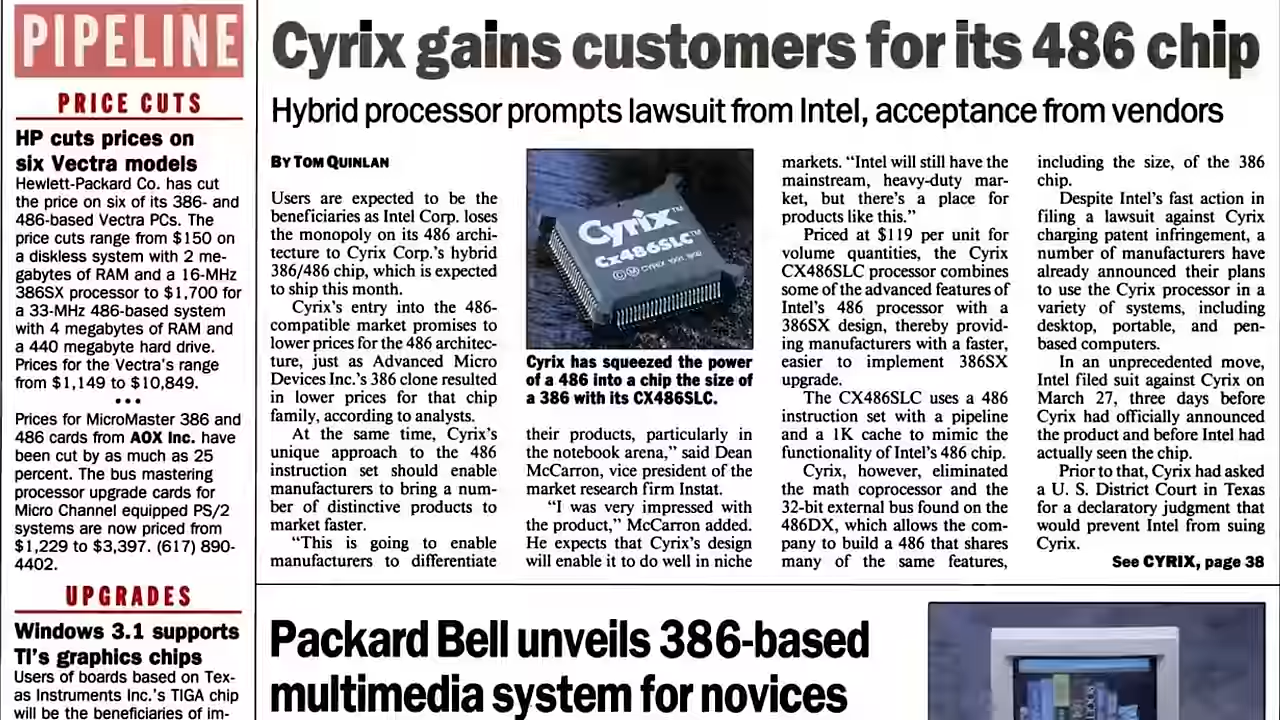 PIPELINE
PRICE CUTS
HP cuts prices on
six Vectra models
Hewlett-Packard Co. has cut
the price on six of its 386- and
486-based Vectra PCs. The
price cuts range from $150 on
a diskless system with 2 me-
gabytes of RAM and a 16-MHz
386SX processor to $1,700 for
a 33-MHz 486-based system
with 4 megabytes of RAM and
a 440 megabyte hard drive.
Prices for the Vectra's range
from $1,149 to $10,849.
•••
Prices for MicroMaster 386 and
486 cards from AOX Inc. have
been cut by as much as 25
percent. The bus mastering
processor upgrade cards for
Micro Channel equipped PS/2
systems are now priced from
$1,229 to $3,397. (617) 890-
4402.
UPGRADES
Windows 3.1 supports
TI's graphics chips
Users of boards based on Tex-
as Instruments Inc.'s TIGA chip
will be the beneficiaries of im-
Cyrix gains customers for its 486 chip
Hybrid processor prompts lawsuit from Intel, acceptance from vendors
BY TOM QUINLAN
Users are expected to be the
beneficiaries as Intel Corp. loses
the monopoly on its 486 archi-
tecture to Cyrix Corp.'s hybrid
386/486 chip, which is expected
to ship this month.
Cyrix's entry into the 486-
compatible market promises to
lower prices for the 486 architec-
ture, just as Advanced Micro
Devices Inc.'s 386 clone resulted
in lower prices for that chip
family, according to analysts.
At the same time, Cyrix's
unique approach to the 486
instruction set should enable
manufacturers to bring a num-
ber of distinctive products to
market faster.
"This is going to enable
manufacturers to differentiate
Cyrix™
Cx486SLC™
Cyrix has squeezed the power
of a 486 into a chip the size of
a 386 with its CX486SLC.
their products, particularly in
the notebook arena," said Dean
McCarron, vice president of the
market research firm Instat.
"I was very impressed with
the product," McCarron added.
He expects that Cyrix's design
will enable it to do well in niche
markets. "Intel will still have the
mainstream, heavy-duty mar-
ket, but there's a place for
products like this."
Priced at $119 per unit for
volume quantities, the Cyrix
CX486SLC processor combines
some of the advanced features of
Intel's 486 processor with a
386SX design, thereby provid-
ing manufacturers with a faster,
easier to implement 386SX
upgrade.
The CX486SLC uses a 486
instruction set with a pipeline
and a 1K cache to mimic the
functionality of Intel's 486 chip.
Cyrix, however, eliminated
the math coprocessor and the
32-bit external bus found on the
486DX, which allows the com-
pany to build a 486 that shares
many of the same features,
including the size, of the 386
chip.
Despite Intel's fast action in
filing a lawsuit against Cyrix
charging patent infringement, a
number of manufacturers have
already announced their plans
to use the Cyrix processor in a
variety of systems, including
desktop, portable, and pen-
based computers.
In an unprecedented move,
Intel filed suit against Cyrix on
March 27, three days before
Cyrix had officially announced
the product and before Intel had
actually seen the chip.
Prior to that, Cyrix had asked
a U. S. District Court in Texas
for a declaratory judgment that
would prevent Intel from suing
Cyrix.
See CYRIX, page 38
Packard Bell unveils 386-based
multimedia system for novices